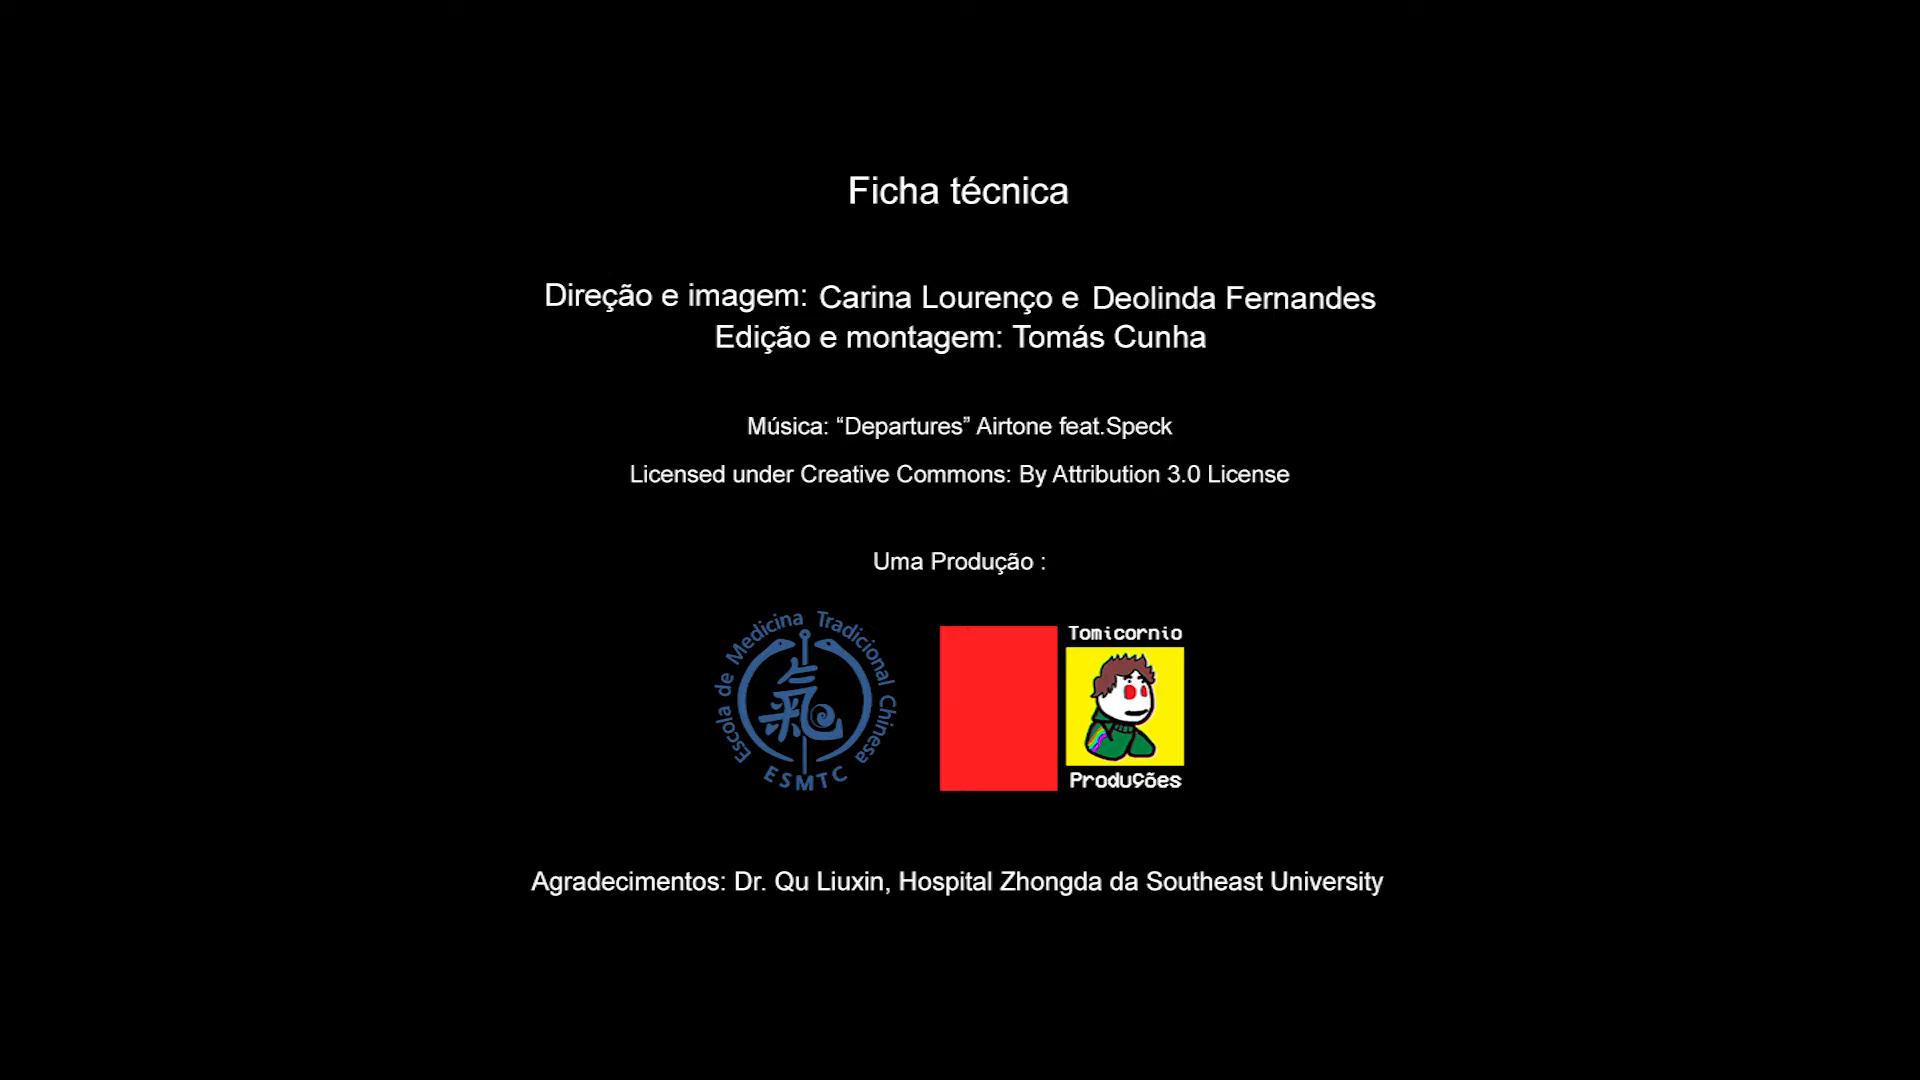 Ficha técnica
Direção e imagem: Carina Lourenço e Deolinda Fernandes
Edição e montagem: Tomás Cunha
Música: “Departures” Airtone feat.Speck
Licensed under Creative Commons: By Attribution 3.0 License
Uma Produção :
Escola de Medicina Tradicional Chinesa
氣
ESMTC
Tomicornio
Produções
Agradecimentos: Dr. Qu Liuxin, Hospital Zhongda da Southeast University